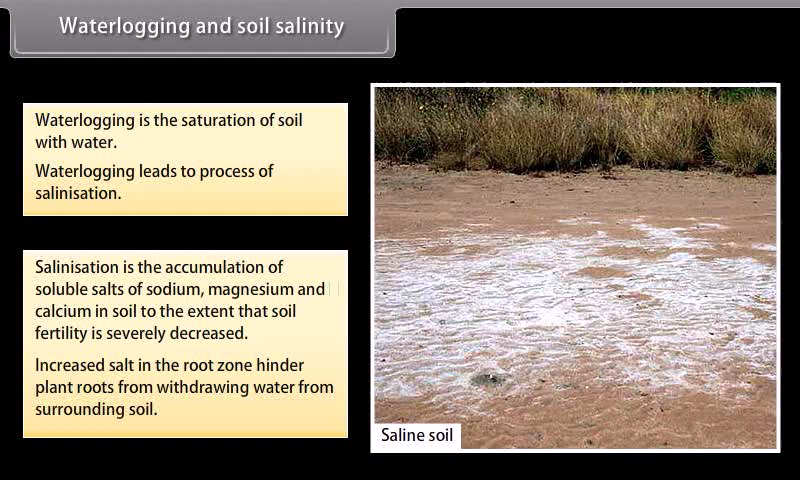 Waterlogging and soil salinity
Waterlogging is the saturation of soil
with water.
Waterlogging leads to process of
salinisation.
Salinisation is the accumulation of
soluble salts of sodium, magnesium and
calcium in soil to the extent that soil
fertility is severely decreased.
Increased salt in the root zone hinder
plant roots from withdrawing water from
surrounding soil.
Saline soil